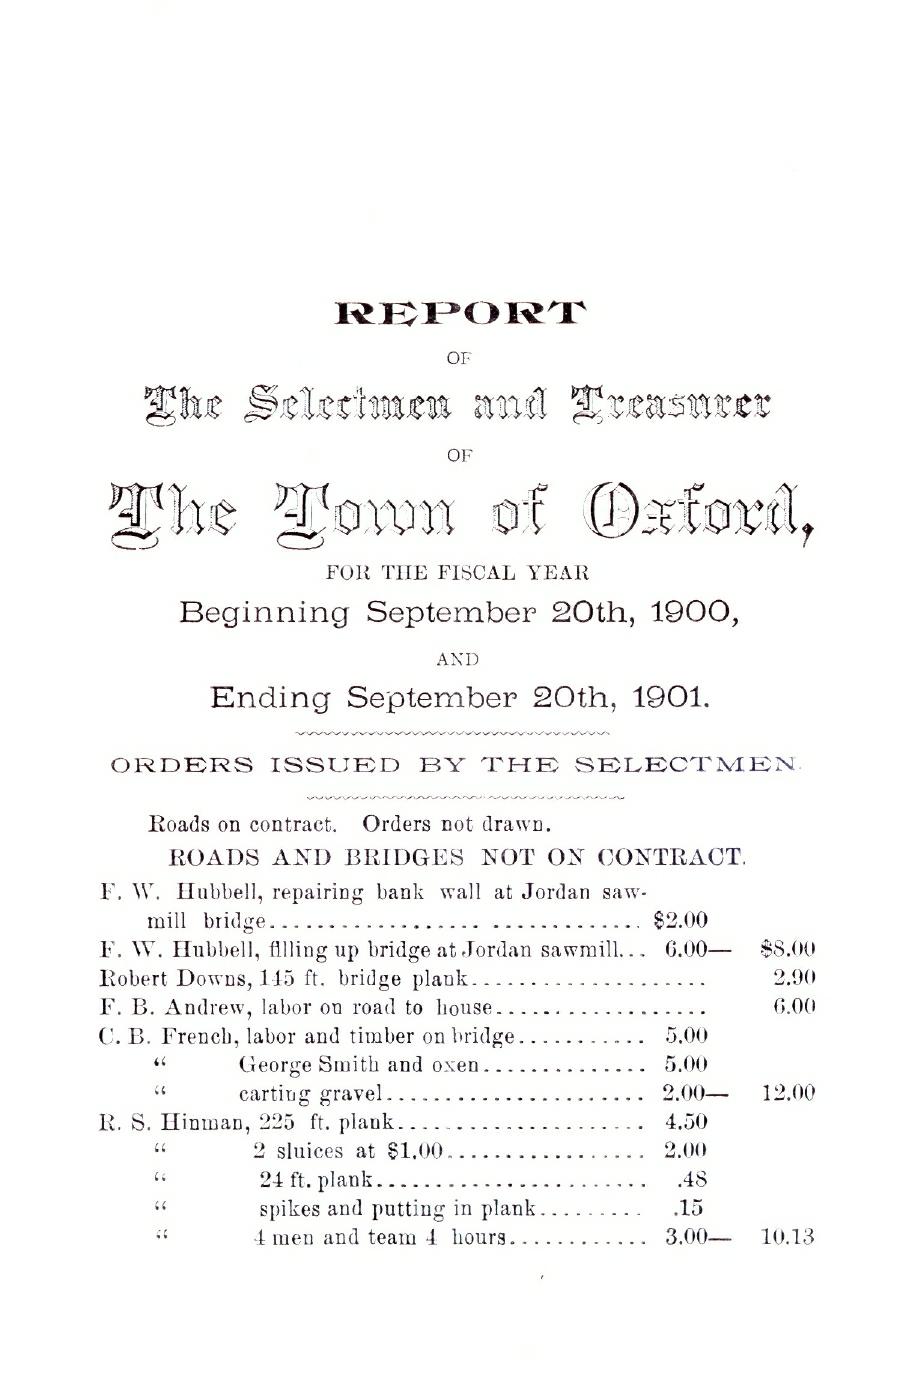 REPORT
OF
The Selectmen and Treasurer
OF
The Town of Oxford,
FOR THE FISCAL YEAR
Beginning September 20th, 1900,
AND
Ending September 20th, 1901.
ORDERS ISSUED BY THE SELECTMEN.
Roads on contract. Orders not drawn.
ROADS AND BRIDGES NOT ON CONTRACT.
F. W. Hubbell, repairing bank wall at Jordan saw-
mill bridge................................ $2.00
F. W. Hubbell, filling up bridge at Jordan sawmill... 6.00— $8.00
Robert Downs, 145 ft. bridge plank.................... 2.90
F. B. Andrew, labor on road to house.................. 6.00
C. B. French, labor and timber on bridge........... 5.00
“ George Smith and oxen.............. 5.00
“ carting gravel...................... 2.00— 12.00
R. S. Hinman, 225 ft. plank..................... 4.50
“ 2 sluices at $1.00................. 2.00
“ 24 ft. plank....................... .48
“ spikes and putting in plank......... .15
“ 4 men and team 4 hours............ 3.00— 10.13